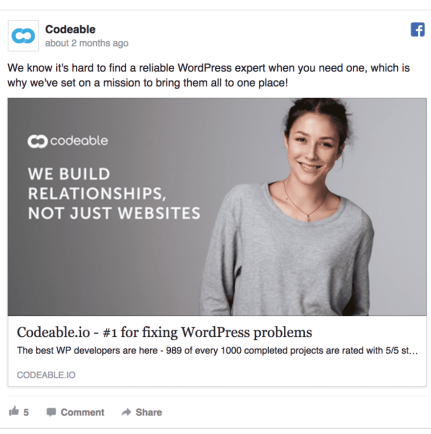 Codeable
about 2 months ago
We know it's hard to find a reliable WordPress expert when you need one, which is
why we've set on a mission to bring them all to one place!
codeable
WE BUILD
RELATIONSHIPS,
NOT JUST WEBSITES
Codeable.io - #1 for fixing WordPress problems
The best WP developers are here - 989 of every 1000 completed projects are rated with 5/5 st...
CODEABLE.IO
5 Comment Share